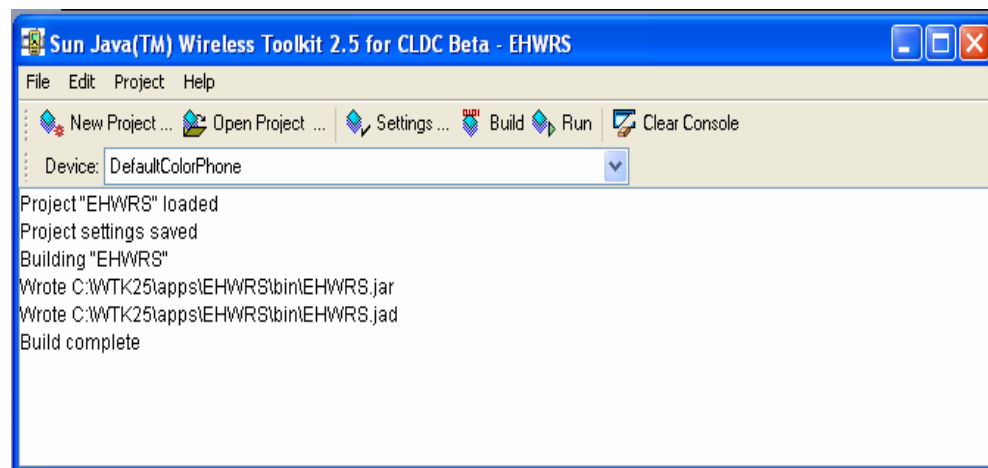 Sun Java(TM) Wireless Toolkit 2.5 for CLDC Beta - EHWRS
File Edit Project Help
New Project ... Open Project ... Settings ... Build Run Clear Console
Device: DefaultColorPhone
Project "EHWRS" loaded
Project settings saved
Building "EHWRS"
Wrote C:\WTK25\apps\EHWRS\bin\EHWRS.jar
Wrote C:\WTK25\apps\EHWRS\bin\EHWRS.jad
Build complete